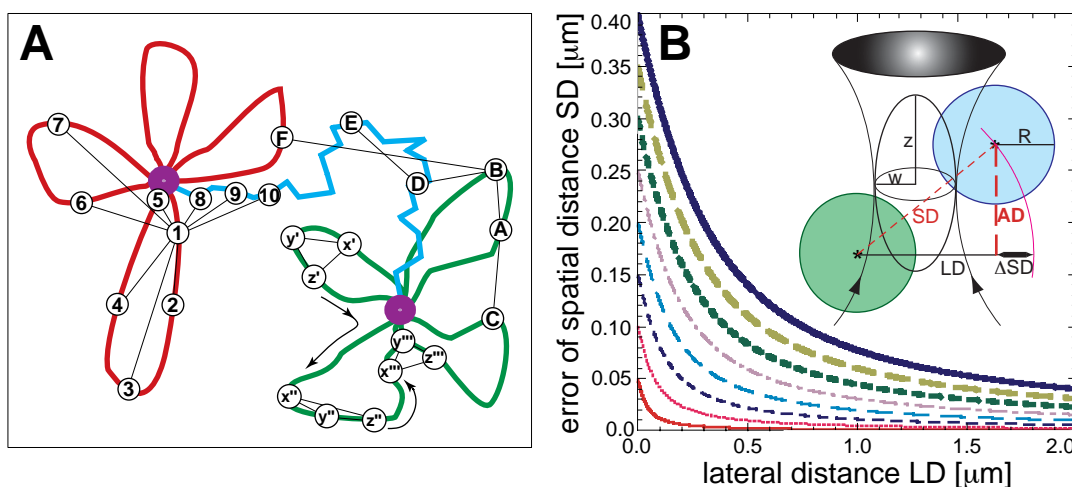 A
7
F
E
D
B
A
C
5
8
9
10
6
1
4
2
3
y' x'
z'
y'''
z'''
x'''
x''
y''
z''
B
error of spatial distance SD [µm]
0.40
0.35
0.30
0.25
0.20
0.15
0.10
0.05
0.0
0.0 0.5 1.0 1.5 2.0
lateral distance LD [µm]
z
w
R
SD
AD
LD
ΔSD
* *